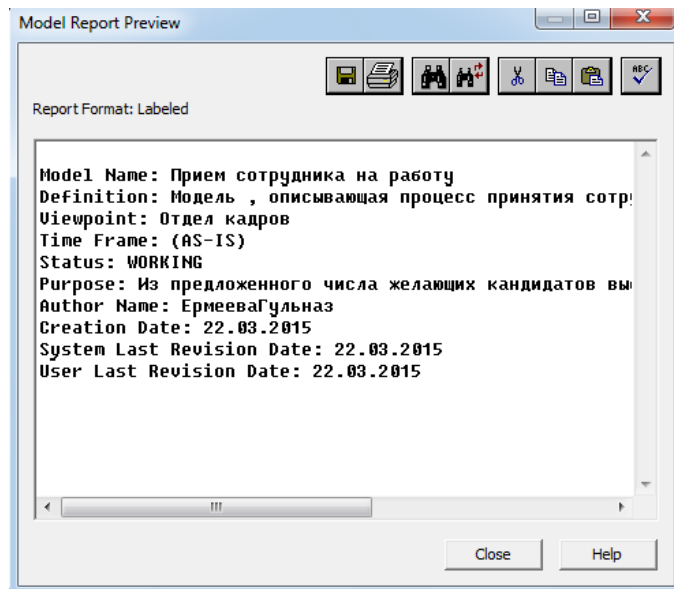 Model Report Preview
ABC
Report Format: Labeled
Model Name: Прием сотрудника на работу
Definition: Модель , описывающая процесс принятия сотр
Viewpoint: Отдел кадров
Time Frame: (AS-IS)
Status: WORKING
Purpose: Из предложенного числа желающих кандидатов вы
Author Name: ЕрмееваГульназ
Creation Date: 22.03.2015
System Last Revision Date: 22.03.2015
User Last Revision Date: 22.03.2015
Close Help